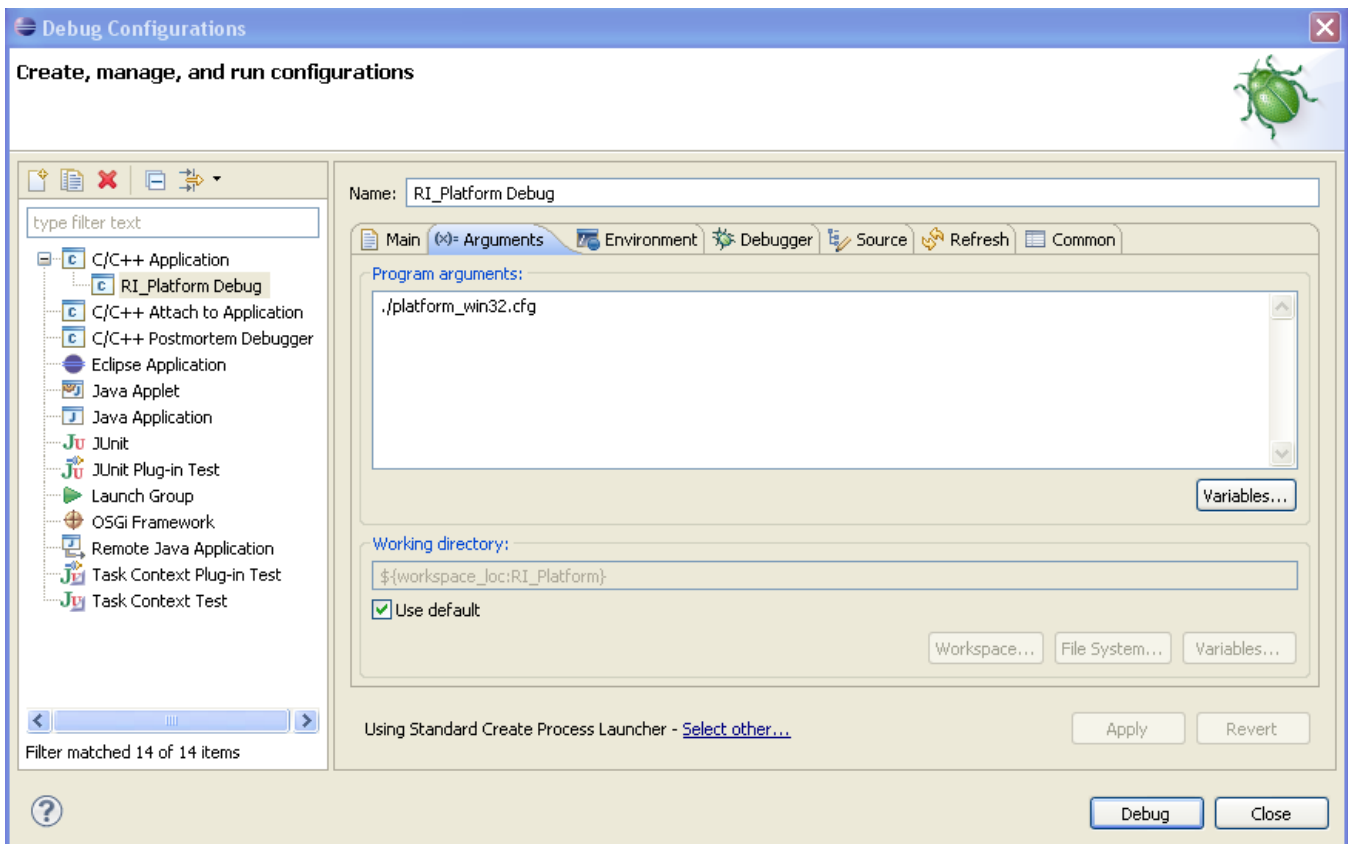 Debug Configurations
Create, manage, and run configurations
type filter text
C/C++ Application
RI_Platform Debug
C/C++ Attach to Application
C/C++ Postmortem Debugger
Eclipse Application
Java Applet
Java Application
JUnit
JUnit Plug-in Test
Launch Group
OSGi Framework
Remote Java Application
Task Context Plug-in Test
Task Context Test
Filter matched 14 of 14 items
Name: RI_Platform Debug
Main (x)= Arguments Environment Debugger Source Refresh Common
Program arguments:
./platform_win32.cfg
Variables...
Working directory:
${workspace_loc:RI_Platform}
Use default
Workspace... File System... Variables...
Using Standard Create Process Launcher - Select other...
Apply Revert
Debug Close